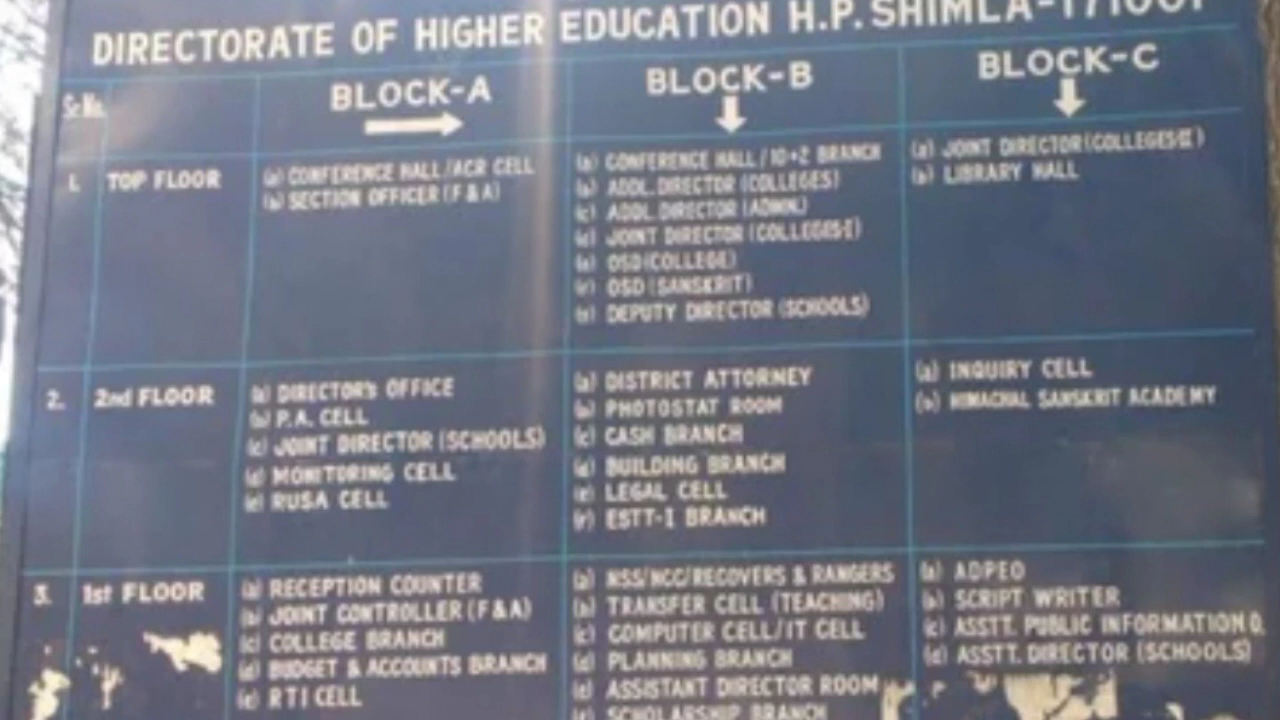 DIRECTORATE OF HIGHER EDUCATION H.P. SHIMLA-171001
Sr.No. BLOCK-A BLOCK-B BLOCK-C
1. TOP FLOOR
(a) CONFERENCE HALL/ACR CELL
(b) SECTION OFFICER (F&A)
(a) CONFERENCE HALL/10+2 BRANCH
(b) ADDL. DIRECTOR (COLLEGES)
(c) ADDL. DIRECTOR (ADMN.)
(d) JOINT DIRECTOR (COLLEGES-I)
(e) OSD (COLLEGE)
(f) OSD (SANSKRIT)
(g) DEPUTY DIRECTOR (SCHOOLS)
(a) JOINT DIRECTOR (COLLEGES-II)
(b) LIBRARY HALL
2. 2nd FLOOR
(a) DIRECTOR'S OFFICE
(b) P.A. CELL
(c) JOINT DIRECTOR (SCHOOLS)
(d) MONITORING CELL
(e) RUSA CELL
(a) DISTRICT ATTORNEY
(b) PHOTOSTAT ROOM
(c) CASH BRANCH
(d) BUILDING BRANCH
(e) LEGAL CELL
(f) ESTT-I BRANCH
(a) INQUIRY CELL
(b) HIMACHAL SANSKRIT ACADEMY
3. 1st FLOOR
(a) RECEPTION COUNTER
(b) JOINT CONTROLLER (F&A)
(c) COLLEGE BRANCH
(d) BUDGET & ACCOUNTS BRANCH
(e) RTI CELL
(a) NSS/NCC/RECOVERS & RANGERS
(b) TRANSFER CELL (TEACHING)
(c) COMPUTER CELL/IT CELL
(d) PLANNING BRANCH
(e) ASSISTANT DIRECTOR ROOM
(f) SCHOLARSHIP BRANCH
(a) ADPEO
(b) SCRIPT WRITER
(c) ASSTT. PUBLIC INFORMATION O.
(d) ASSTT. DIRECTOR (SCHOOLS)